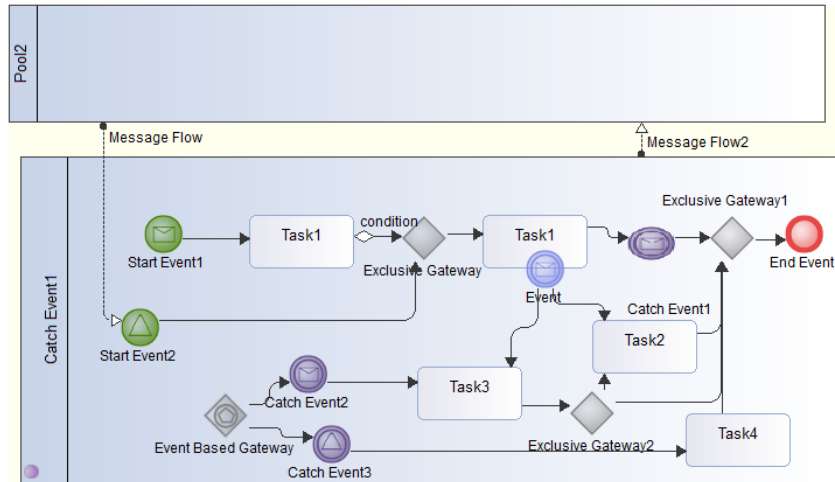 Pool2
Message Flow
Message Flow2
Catch Event1
Exclusive Gateway1
condition
Task1
Task1
Start Event1
Exclusive Gateway
End Event
Event
Catch Event1
Start Event2
Task2
Task3
Catch Event2
Task4
Event Based Gateway
Exclusive Gateway2
Catch Event3